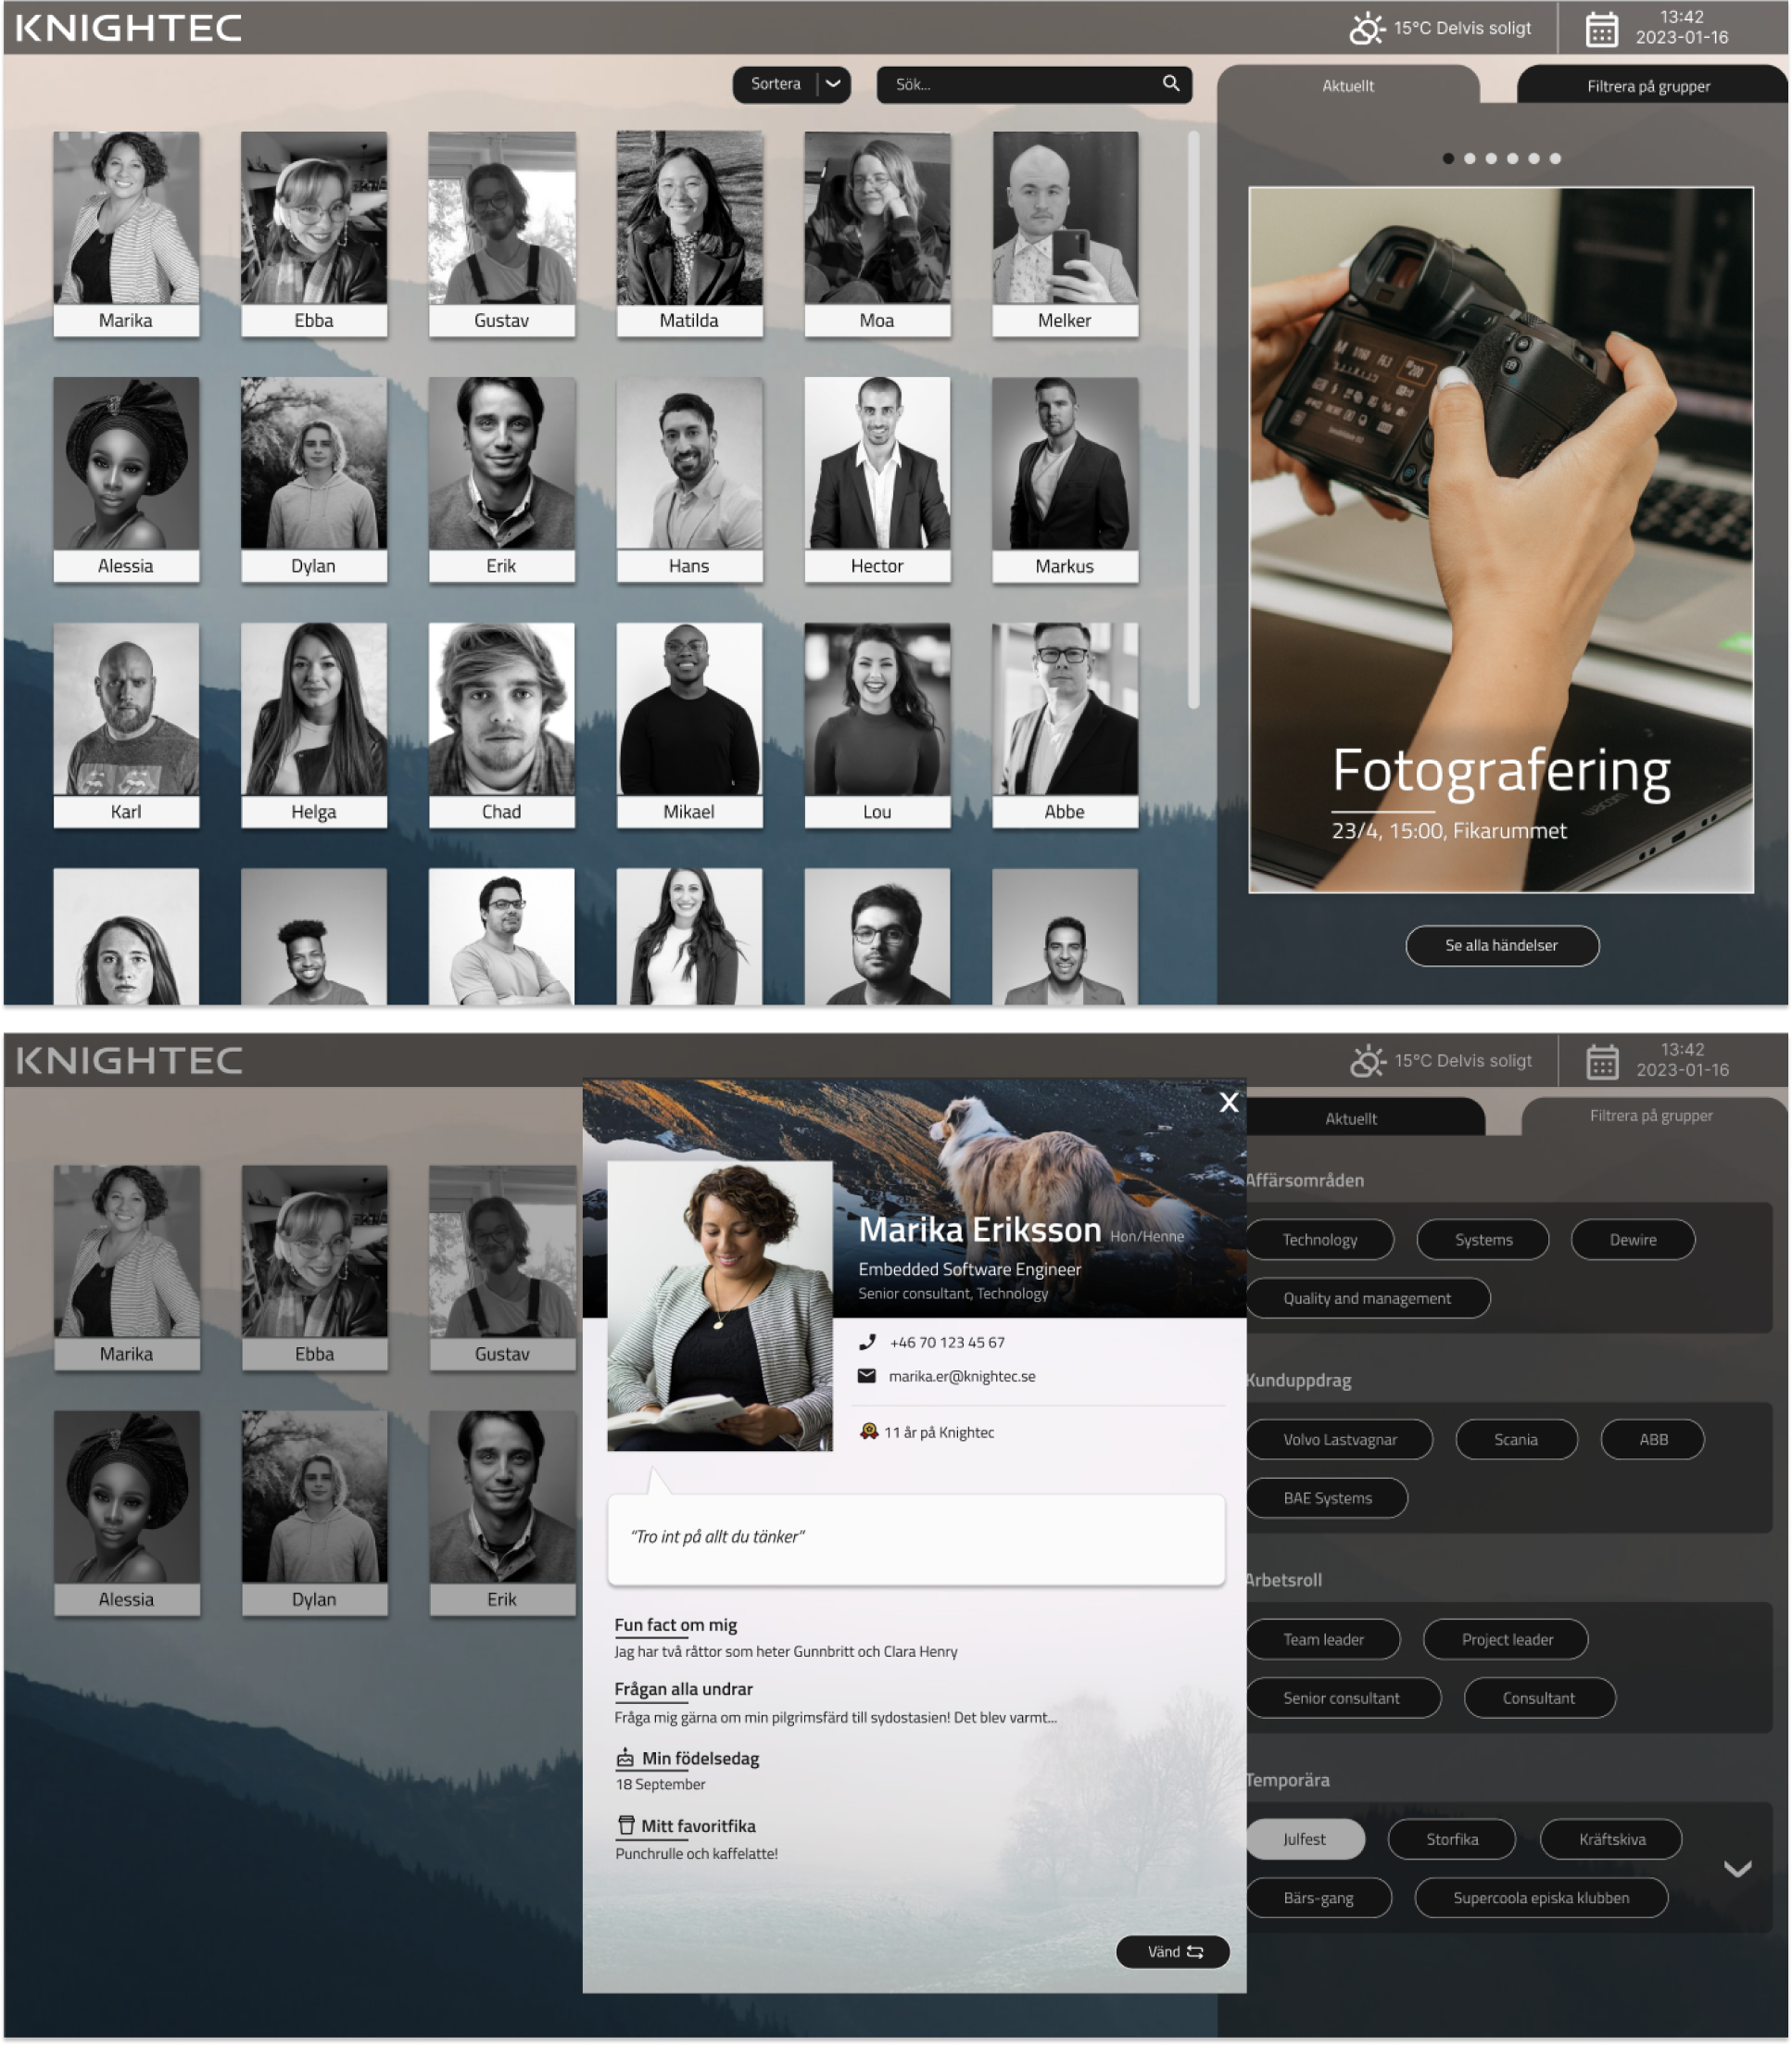 KNIGHTEC
15°C Delvis soligt
13:42
2023-01-16
Sortera
Sök...
Aktuellt
Filtrera på grupper
Marika
Ebba
Gustav
Matilda
Moa
Melker
Alessia
Dylan
Erik
Hans
Hector
Markus
Karl
Helga
Chad
Mikael
Lou
Abbe
Fotografering
23/4, 15:00, Fikarummet
Se alla händelser
KNIGHTEC
15°C Delvis soligt
13:42
2023-01-16
Aktuellt
Filtrera på grupper
Marika
Ebba
Gustav
Alessia
Dylan
Erik
X
Marika Eriksson Hon/Henne
Embedded Software Engineer
Senior consultant, Technology
+46 70 123 45 67
marika.er@knightec.se
11 år på Knightec
“Tro int på allt du tänker”
Fun fact om mig
Jag har två råttor som heter Gunnbritt och Clara Henry
Frågan alla undrar
Fråga mig gärna om min pilgrimsfärd till sydostasien! Det blev varmt...
Min födelsedag
18 September
Mitt favoritfika
Punchrulle och kaffelatte!
Vänd
Affärsområden
Technology
Systems
Dewire
Quality and management
Kunduppdrag
Volvo Lastvagnar
Scania
ABB
BAE Systems
Arbetsroll
Team leader
Project leader
Senior consultant
Consultant
Temporära
Julfest
Storfika
Kräftskiva
Bärs-gang
Supercoola episka klubben